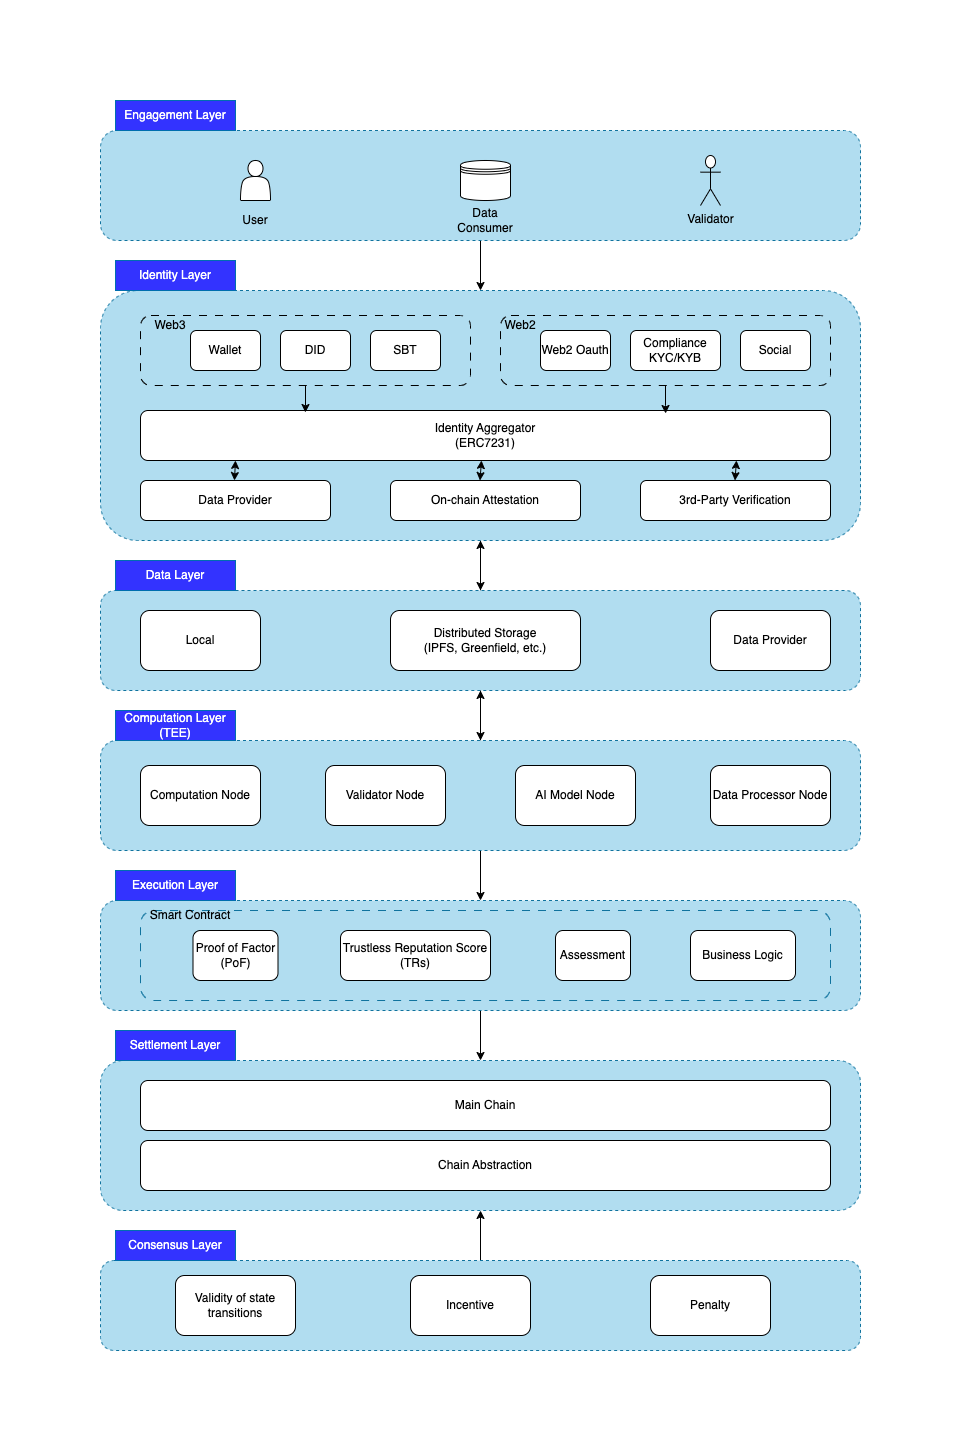 Engagement Layer
User
Data
Consumer
Validator
Identity Layer
Web3
Wallet
DID
SBT
Web2
Web2 Oauth
Compliance
KYC/KYB
Social
Identity Aggregator
(ERC7231)
Data Provider
On-chain Attestation
3rd-Party Verification
Data Layer
Local
Distributed Storage
(IPFS, Greenfield, etc.)
Data Provider
Computation Layer
(TEE)
Computation Node
Validator Node
AI Model Node
Data Processor Node
Execution Layer
Smart Contract
Proof of Factor
(PoF)
Trustless Reputation Score
(TRs)
Assessment
Business Logic
Settlement Layer
Main Chain
Chain Abstraction
Consensus Layer
Validity of state
transitions
Incentive
Penalty